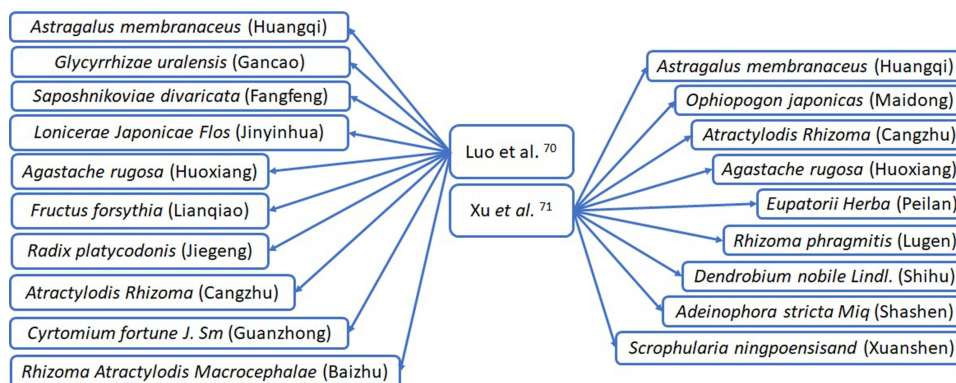 Astragalus membranaceus (Huangqi)
Glycyrrhizae uralensis (Gancao)
Saposhnikoviae divaricata (Fangfeng)
Lonicerae Japonicae Flos (Jinyinhua)
Agastache rugosa (Huoxiang)
Fructus forsythia (Lianqiao)
Radix platycodonis (Jiegeng)
Atractylodis Rhizoma (Cangzhu)
Cyrtomium fortune J. Sm (Guanzhong)
Rhizoma Atractylodis Macrocephalae (Baizhu)
Luo et al. 70
Xu et al. 71
Astragalus membranaceus (Huangqi)
Ophiopogon japonicas (Maidong)
Atractylodis Rhizoma (Cangzhu)
Agastache rugosa (Huoxiang)
Eupatorii Herba (Peilan)
Rhizoma phragmitis (Lugen)
Dendrobium nobile Lindl. (Shihu)
Adeinophora stricta Miq (Shashen)
Scrophularia ningpoensisand (Xuanshen)